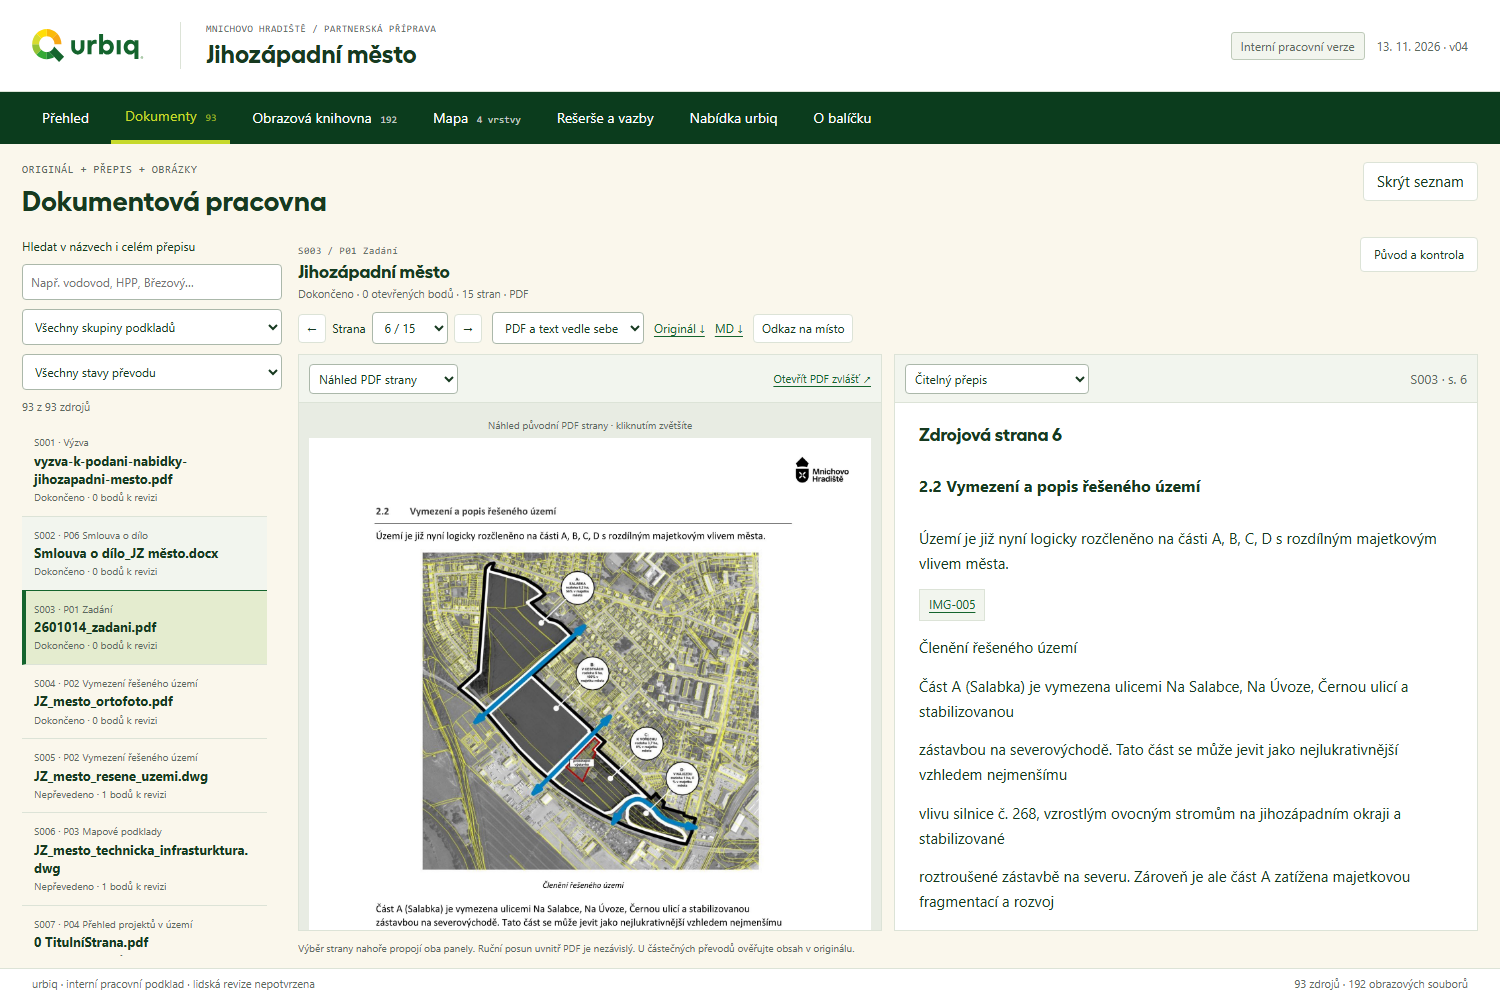 urbiq
MNICHOVO HRADIŠTĚ / PARTNERSKÁ PŘÍPRAVA
Jihozápadní město
Interní pracovní verze
13. 11. 2026 · v04
Přehled
Dokumenty 93
Obrazová knihovna 192
Mapa 4 vrstvy
Rešerše a vazby
Nabídka urbiq
O balíčku
ORIGINÁL + PŘEPIS + OBRÁZKY
Dokumentová pracovna
Skrýt seznam
Hledat v názvech i celém přepisu
Např. vodovod, HPP, Březový...
Všechny skupiny podkladů
Všechny stavy převodu
93 z 93 zdrojů
S001 · Výzva
vyzva-k-podani-nabidky-
jihozapadni-mesto.pdf
Dokončeno · 0 bodů k revizi
S002 · P06 Smlouva o dílo
Smlouva o dílo_JZ město.docx
Dokončeno · 0 bodů k revizi
S003 · P01 Zadání
2601014_zadani.pdf
Dokončeno · 0 bodů k revizi
S004 · P02 Vymezení řešeného území
JZ_mesto_ortofoto.pdf
Dokončeno · 0 bodů k revizi
S005 · P02 Vymezení řešeného území
JZ_mesto_resene_uzemi.dwg
Nepřevedeno · 1 bodů k revizi
S006 · P03 Mapové podklady
JZ_mesto_technicka_infrasturktura.
dwg
Nepřevedeno · 1 bodů k revizi
S007 · P04 Přehled projektů v území
0 TitulníStrana.pdf
S003 / P01 Zadání
Jihozápadní město
Dokončeno · 0 otevřených bodů · 15 stran · PDF
Původ a kontrola
← Strana 6 / 15 → PDF a text vedle sebe Originál ↓ MD ↓ Odkaz na místo
Náhled PDF strany
Otevřít PDF zvlášť ↗
Náhled původní PDF strany · kliknutím zvětšíte
Mnichovo
Hradiště
2.2 Vymezení a popis řešeného území
Území je již nyní logicky rozčleněno na části A, B, C, D s rozdílným majetkovým vlivem města.
Členění řešeného území
Část A (Salabka) je vymezena ulicemi Na Salabce, Na Úvoze, Černou ulicí a stabilizovanou
zástavbou na severovýchodě. Tato část se může jevit jako nejlukrativnější vzhledem nejmenšímu
Čitelný přepis
S003 · s. 6
Zdrojová strana 6
2.2 Vymezení a popis řešeného území
Území je již nyní logicky rozčleněno na části A, B, C, D s rozdílným majetkovým
vlivem města.
IMG-005
Členění řešeného území
Část A (Salabka) je vymezena ulicemi Na Salabce, Na Úvoze, Černou ulicí a
stabilizovanou
zástavbou na severovýchodě. Tato část se může jevit jako nejlukrativnější
vzhledem nejmenšímu
vlivu silnice č. 268, vzrostlým ovocným stromům na jihozápadním okraji a
stabilizované
roztroušené zástavbě na severu. Zároveň je ale část A zatížena majetkovou
fragmentací a rozvoj
Výběr strany nahoře propojí oba panely. Ruční posun uvnitř PDF je nezávislý. U částečných převodů ověřujte obsah v originálu.
urbiq · interní pracovní podklad · lidská revize nepotvrzena
93 zdrojů · 192 obrazových souborů